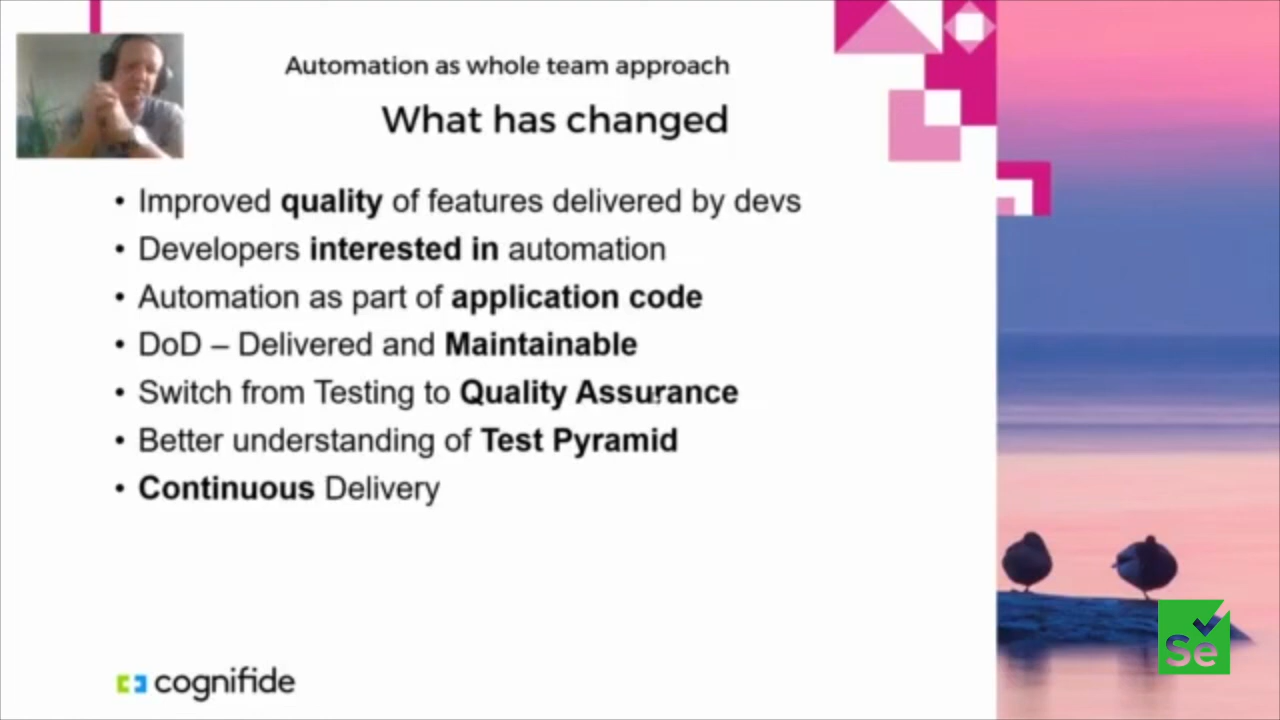 Automation as whole team approach
What has changed
• Improved quality of features delivered by devs
• Developers interested in automation
• Automation as part of application code
• DoD – Delivered and Maintainable
• Switch from Testing to Quality Assurance
• Better understanding of Test Pyramid
• Continuous Delivery
cognifide
Se